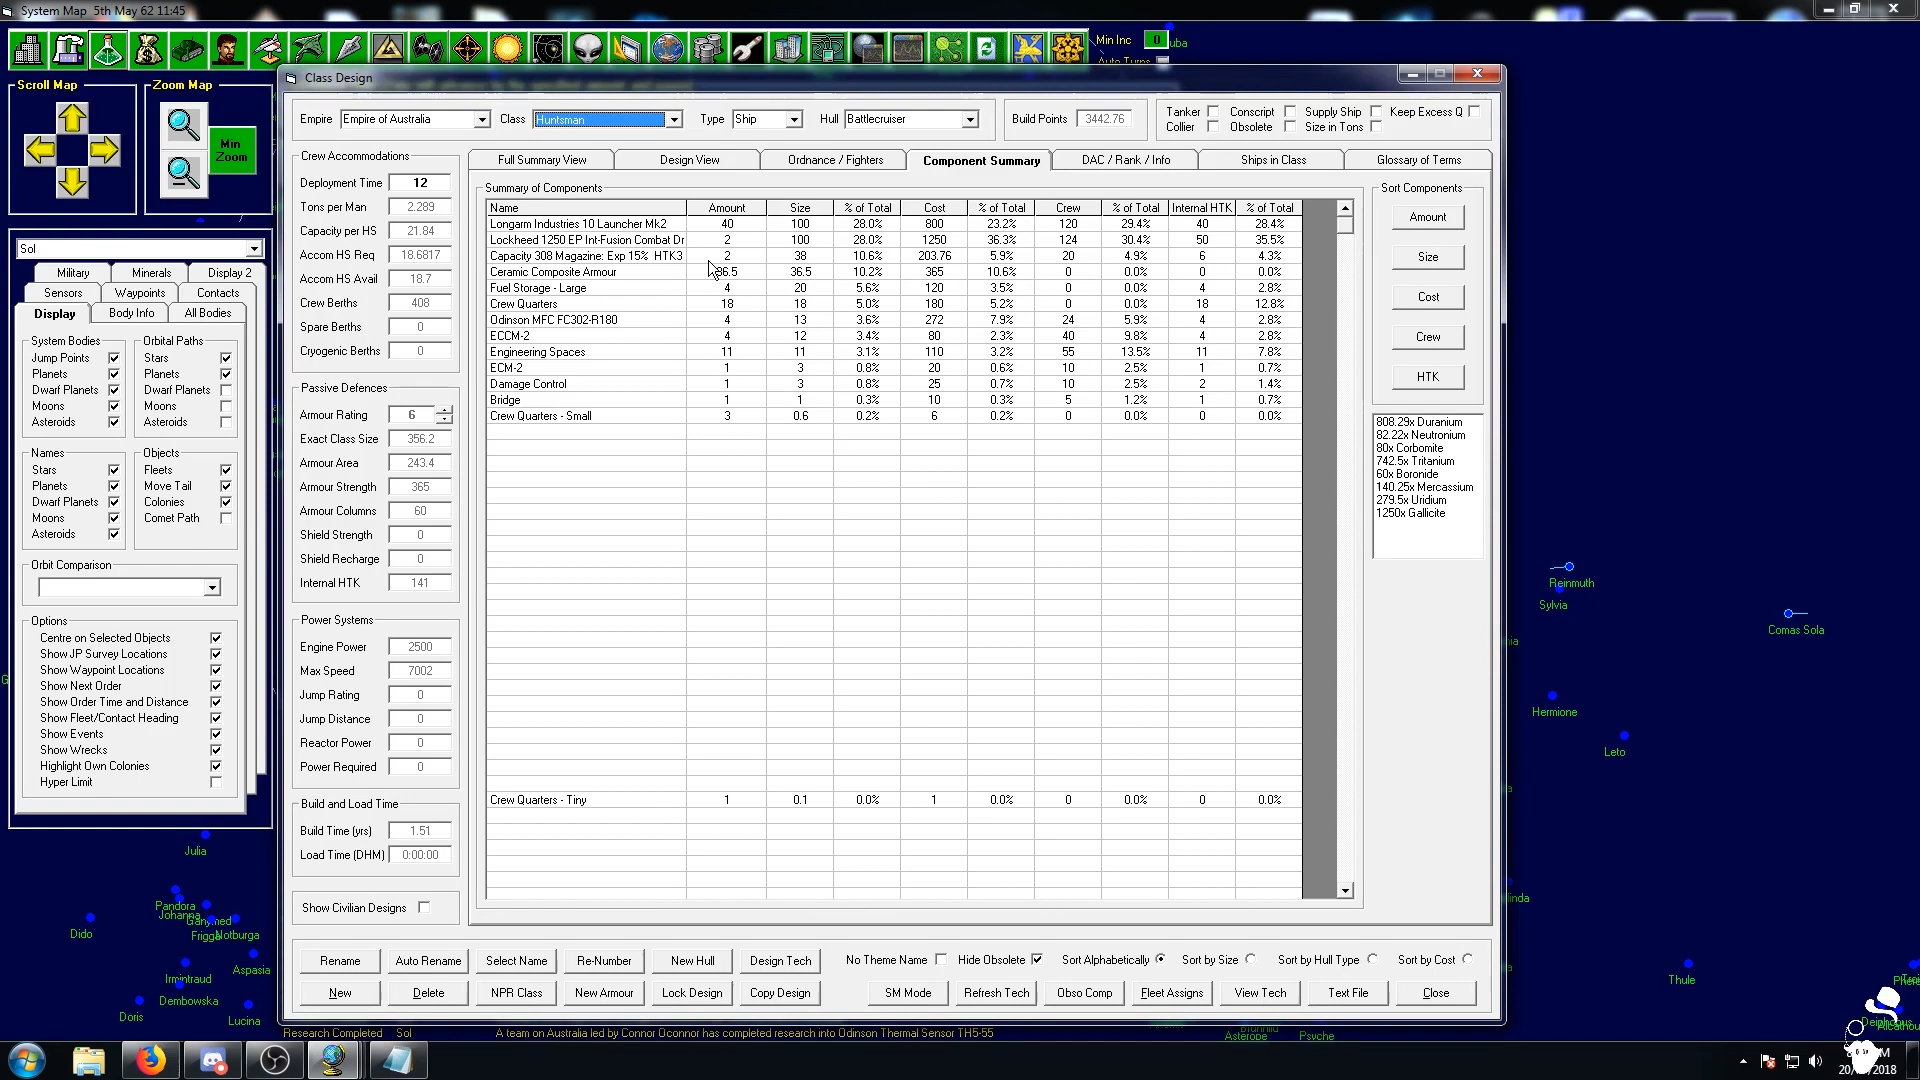 System Map   5th May 62 11:45
Min Inc 0
Scroll Map
Zoom Map
Min Zoom
Sol
Military Minerals Display 2
Sensors Waypoints Contacts
Display Body Info All Bodies
System Bodies Orbital Paths
Jump Points Stars
Planets Planets
Dwarf Planets Dwarf Planets
Moons Moons
Asteroids Asteroids
Names Objects
Stars Fleets
Planets Move Tail
Dwarf Planets Colonies
Moons Comet Path
Asteroids
Orbit Comparison
Options
Centre on Selected Objects
Show JP Survey Locations
Show Waypoint Locations
Show Next Order
Show Order Time and Distance
Show Fleet/Contact Heading
Show Events
Show Wrecks
Highlight Own Colonies
Hyper Limit
Class Design
Empire Empire of Australia Class Huntsman Type Ship Hull Battlecruiser Build Points 3442.76
Tanker Conscript Supply Ship Keep Excess Q
Collier Obsolete Size in Tons
Crew Accommodations
Deployment Time 12
Tons per Man 2.289
Capacity per HS 21.84
Accom HS Req 18.6817
Accom HS Avail 18.7
Crew Berths 408
Spare Berths 0
Cryogenic Berths 0
Passive Defences
Armour Rating 6
Exact Class Size 356.2
Armour Area 243.4
Armour Strength 365
Armour Columns 60
Shield Strength 0
Shield Recharge 0
Internal HTK 141
Power Systems
Engine Power 2500
Max Speed 7002
Jump Rating 0
Jump Distance 0
Reactor Power 0
Power Required 0
Build and Load Time
Build Time (yrs) 1.51
Load Time (DHM) 0:00:00
Show Civilian Designs
Full Summary View Design View Ordnance / Fighters Component Summary DAC / Rank / Info Ships in Class Glossary of Terms
Summary of Components
Name Amount Size % of Total Cost % of Total Crew % of Total Internal HTK % of Total
Longarm Industries 10 Launcher Mk2 40 100 28.0% 800 23.2% 120 29.4% 40 28.4%
Lockheed 1250 EP Int-Fusion Combat Dr 2 100 28.0% 1250 36.3% 124 30.4% 50 35.5%
Capacity 308 Magazine: Exp 15%  HTK3 2 38 10.6% 203.76 5.9% 20 4.9% 6 4.3%
Ceramic Composite Armour 36.5 36.5 10.2% 365 10.6% 0 0.0% 0 0.0%
Fuel Storage - Large 4 20 5.6% 120 3.5% 0 0.0% 4 2.8%
Crew Quarters 18 18 5.0% 180 5.2% 0 0.0% 18 12.8%
Odinson MFC FC302-R180 4 13 3.6% 272 7.9% 24 5.9% 4 2.8%
ECCM-2 4 12 3.4% 80 2.3% 40 9.8% 4 2.8%
Engineering Spaces 11 11 3.1% 110 3.2% 55 13.5% 11 7.8%
ECM-2 1 3 0.8% 20 0.6% 10 2.5% 1 0.7%
Damage Control 1 3 0.8% 25 0.7% 10 2.5% 2 1.4%
Bridge 1 1 0.3% 10 0.3% 5 1.2% 1 0.7%
Crew Quarters - Small 3 0.6 0.2% 6 0.2% 0 0.0% 0 0.0%
Crew Quarters - Tiny 1 0.1 0.0% 1 0.0% 0 0.0% 0 0.0%
Sort Components
Amount
Size
Cost
Crew
HTK
808.29x Duranium
82.22x Neutronium
80x Corbomite
742.5x Tritanium
60x Boronide
140.25x Mercassium
279.5x Uridium
1250x Gallicite
Rename Auto Rename Select Name Re-Number New Hull Design Tech No Theme Name Hide Obsolete Sort Alphabetically Sort by Size Sort by Hull Type Sort by Cost
New Delete NPR Class New Armour Lock Design Copy Design SM Mode Refresh Tech Obso Comp Fleet Assigns View Tech Text File Close
Reinmuth
Sylvia
Comas Sola
Hermione
Leto
Thule
Julia
Pandora
Johanna
Dido
Frigga
Notburga
Irmintraud
Aspasia
Dembowska
Doris
Lucina
Research Completed Sol A team on Australia led by Connor Oconnor has completed research into Odinson Thermal Sensor TH5-55
Asterope
Psyche